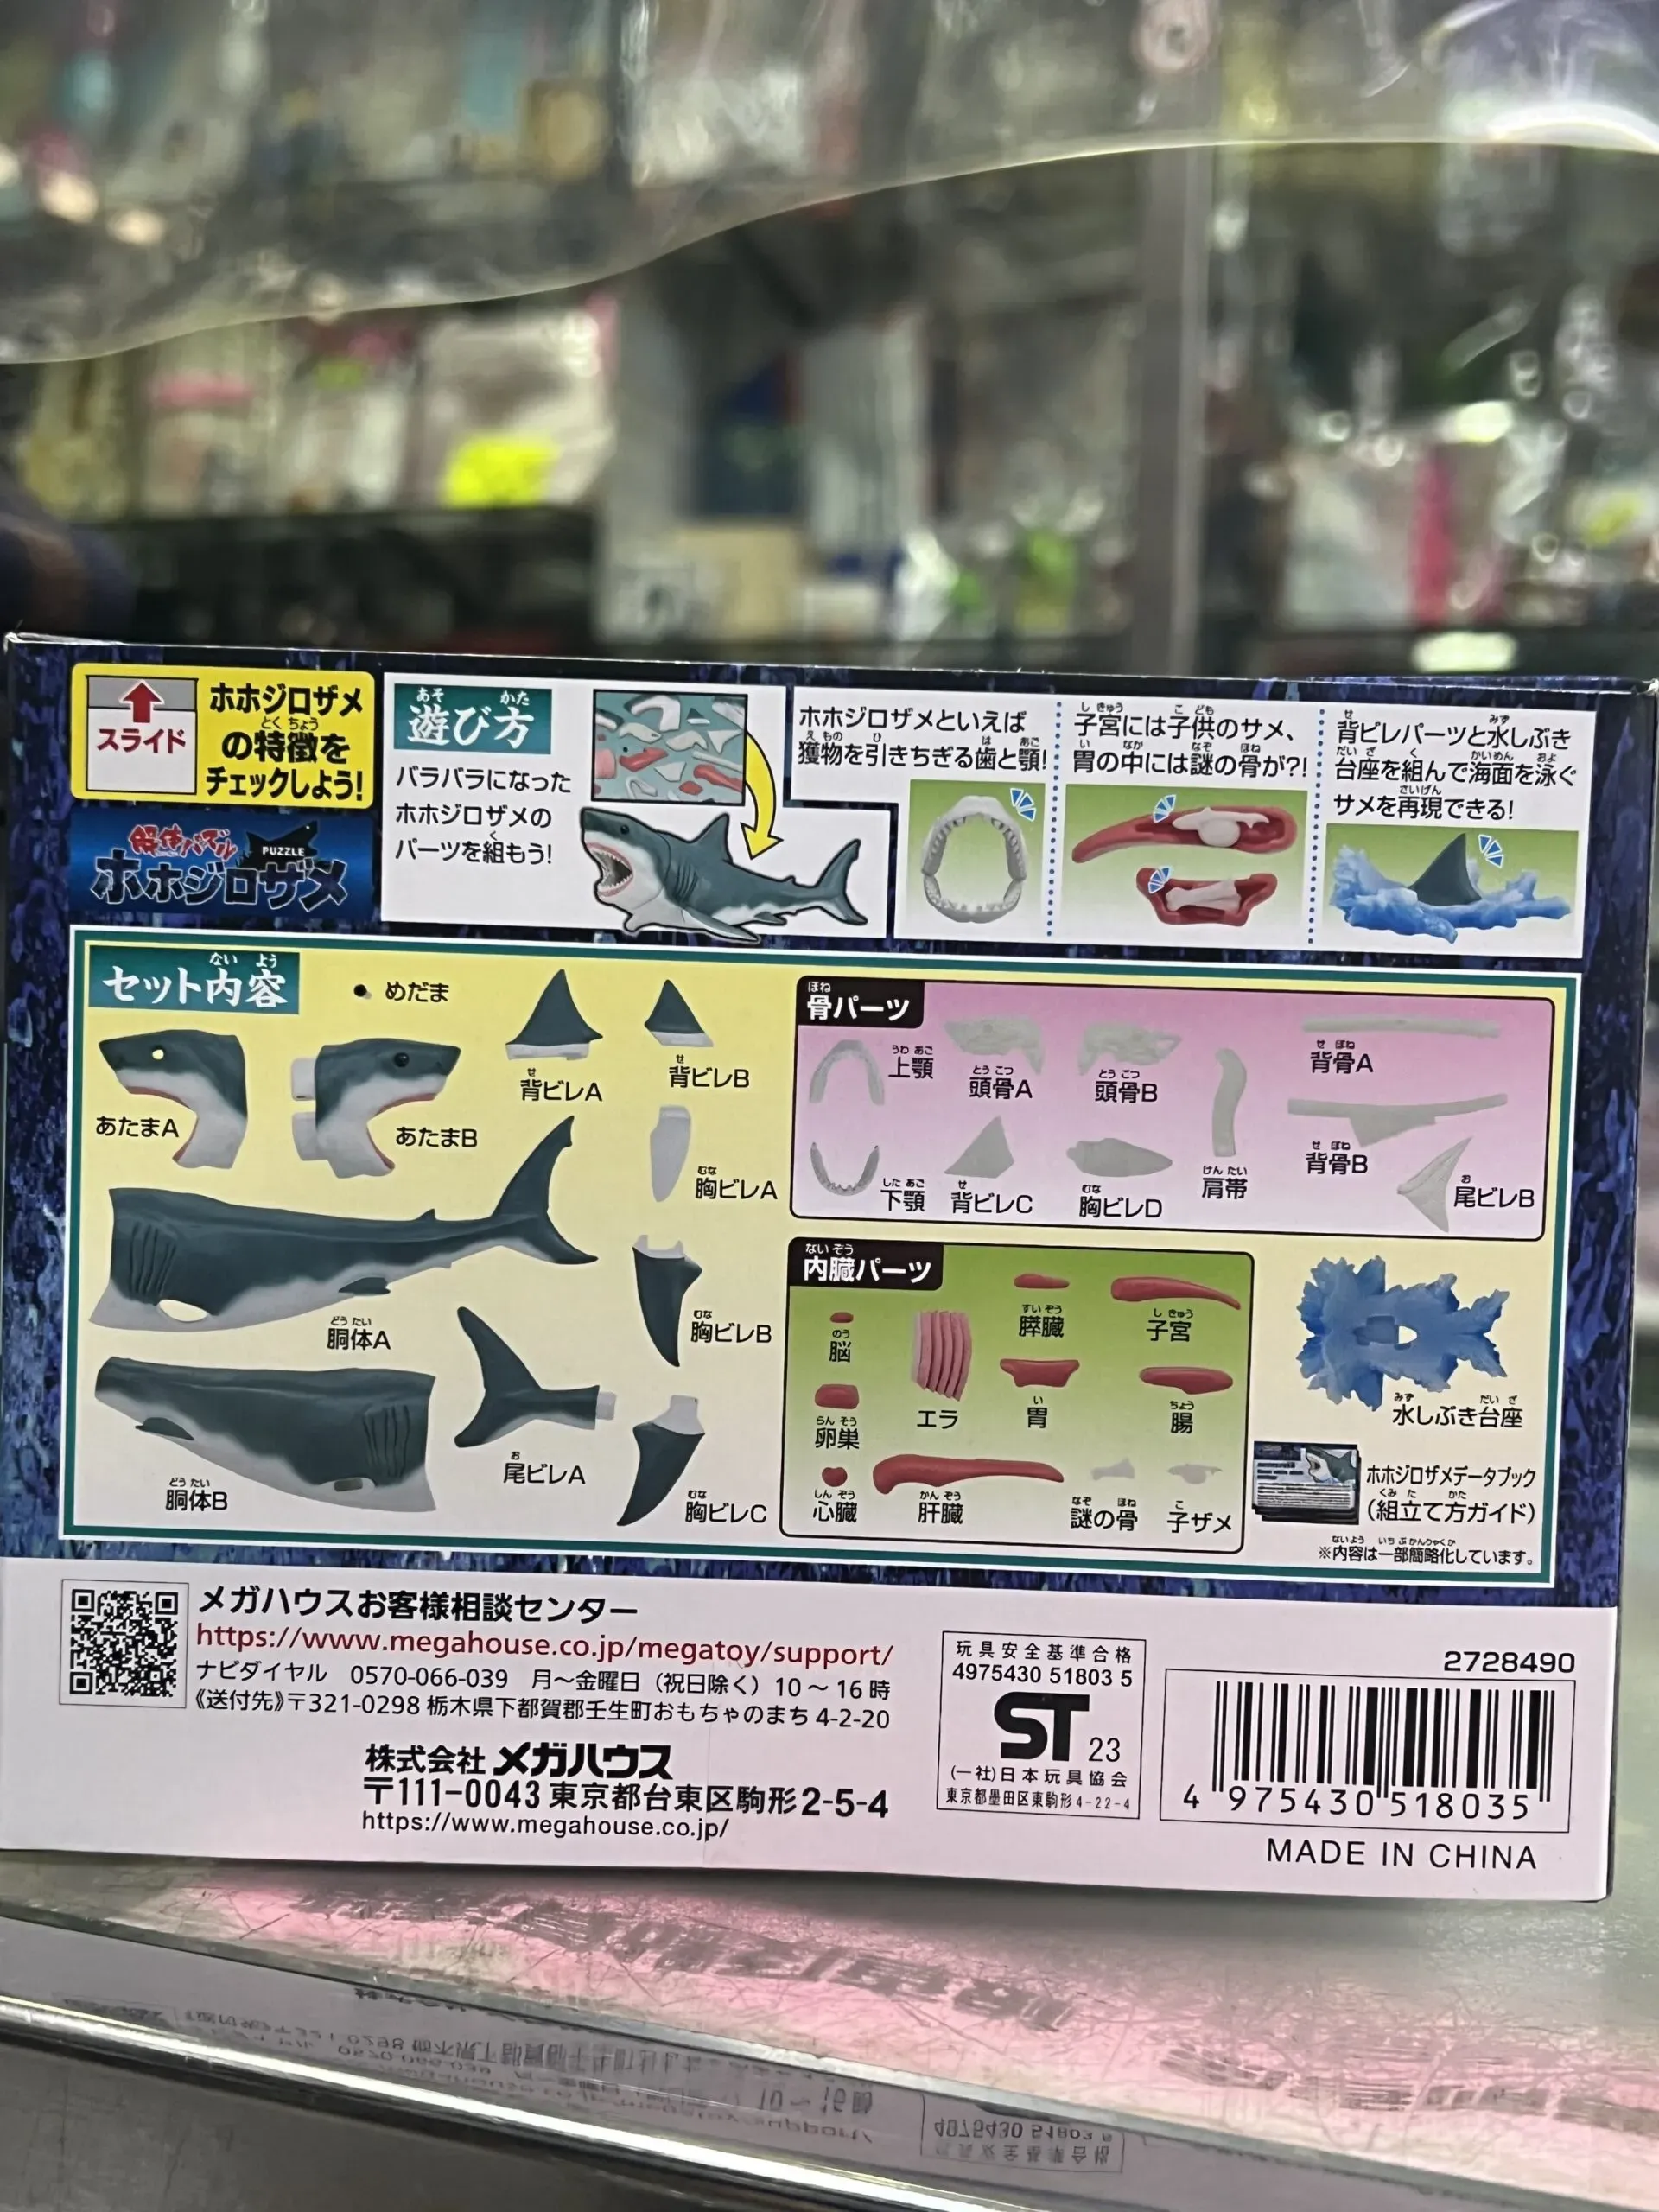 スライド
ホホジロザメ
の特徴を
チェックしよう!
解体パズル
PUZZLE
ホホジロザメ
遊び方
バラバラになった
ホホジロザメの
パーツを組もう!
ホホジロザメといえば
獲物を引きちぎる歯と顎!
子宮には子供のサメ、
胃の中には謎の骨が?!
背ビレパーツと水しぶき
台座を組んで海面を泳ぐ
サメを再現できる!
セット内容
めだま
あたまA
あたまB
背ビレA
背ビレB
胸ビレA
胴体A
胸ビレB
胴体B
尾ビレA
胸ビレC
骨パーツ
上顎
頭骨A
頭骨B
背骨A
下顎
背ビレC
胸ビレD
肩帯
背骨B
尾ビレB
内臓パーツ
脳
膵臓
子宮
卵巣
エラ
胃
腸
心臓
肝臓
謎の骨
子ザメ
水しぶき台座
ホホジロザメデータブック
(組立て方ガイド)
※内容は一部簡略化しています。
メガハウスお客様相談センター
https://www.megahouse.co.jp/megatoy/support/
ナビダイヤル 0570-066-039 月~金曜日(祝日除く)10~16時
《送付先》〒321-0298 栃木県下都賀郡壬生町おもちゃのまち 4-2-20
株式会社 メガハウス
〒111-0043 東京都台東区駒形2-5-4
https://www.megahouse.co.jp/
玩具安全基準合格
4975430 51803 5
ST 23
(一社)日本玩具協会
東京都墨田区東駒形4-22-4
2728490
4 975430 518035
MADE IN CHINA